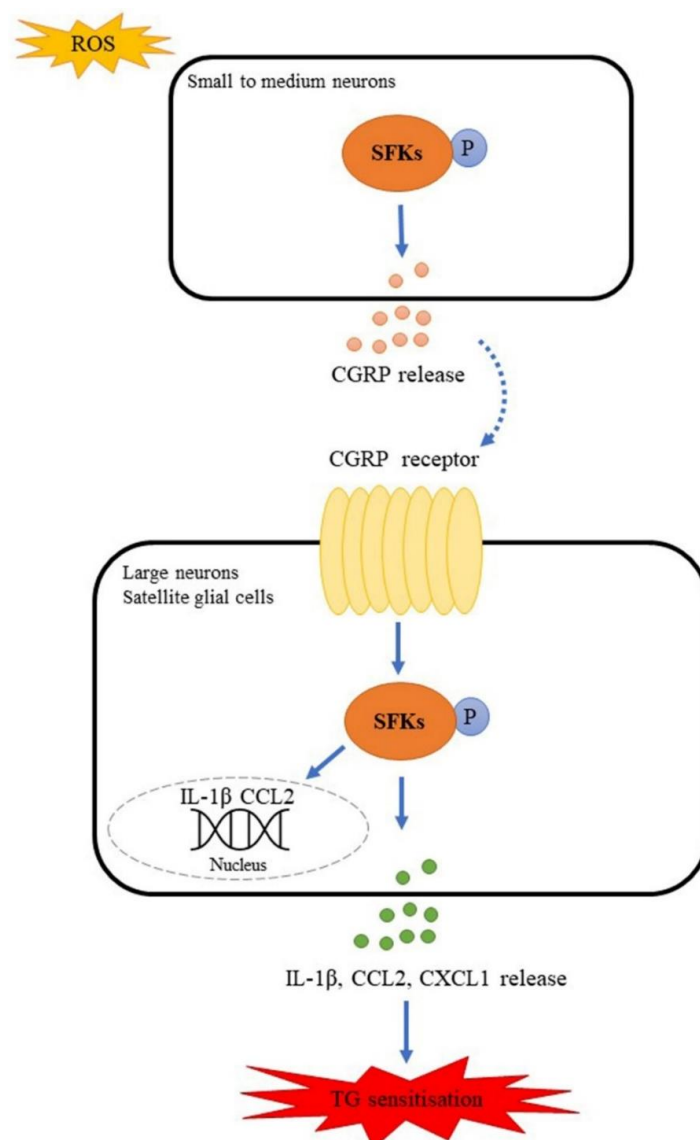 ROS
Small to medium neurons
SFKs
P
CGRP release
CGRP receptor
Large neurons
Satellite glial cells
SFKs
P
IL-1β CCL2
Nucleus
IL-1β, CCL2, CXCL1 release
TG sensitisation